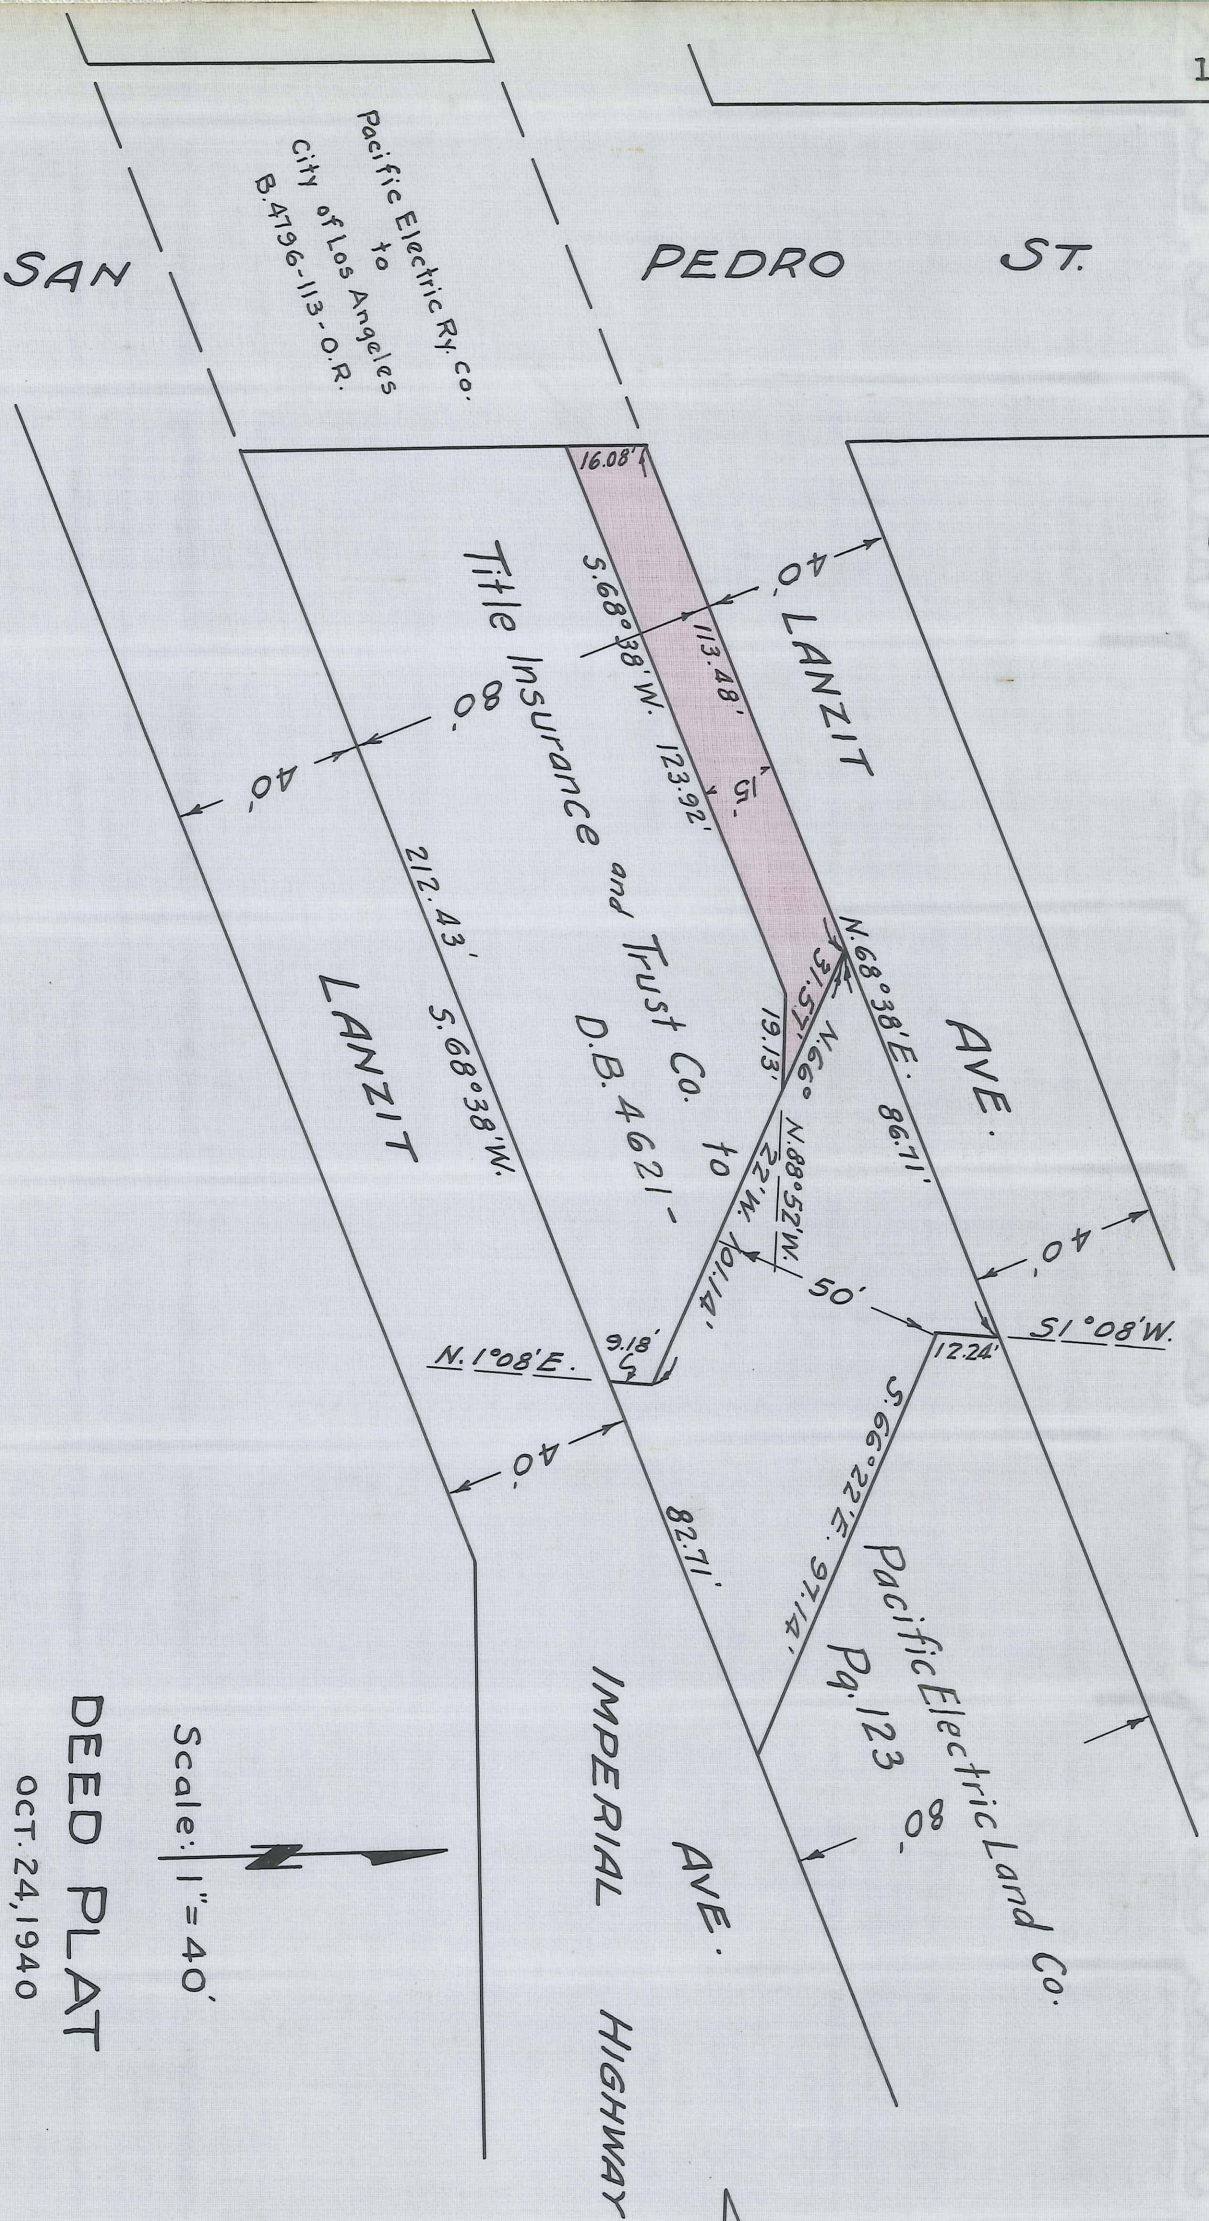 1
SAN PEDRO ST.
Pacific Electric Ry. Co.
to
City of Los Angeles
B.4796-113-O.R.
16.08'
40'
LANZIT AVE.
113.48'
S.68°38'W. 123.92'
15'
N.68°38'E. 86.71'
31.57'
19.13'
N.66°22'W. 101.14'
N.88°52'W.
50'
40'
S1°08'W.
12.24'
Title Insurance and Trust Co. to Pacific Electric Land Co.
D.B. 4621 - Pg. 123
80'
80'
212.43' S.68°38'W.
40'
N.1°08'E.
9.18'
S.66°22'E. 97.14'
82.71'
40'
LANZIT AVE.
IMPERIAL HIGHWAY
Scale: 1"=40'
DEED PLAT
OCT. 24, 1940